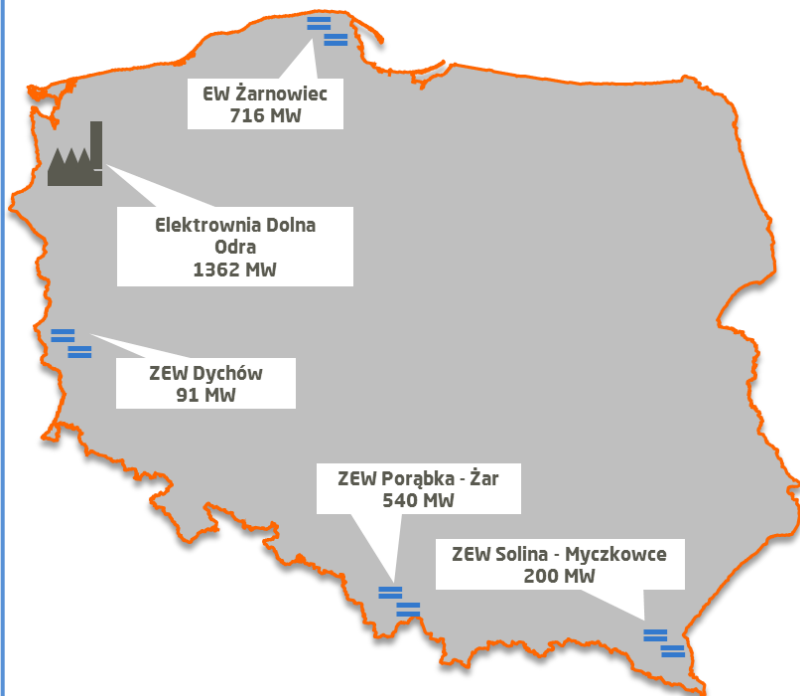 EW Żarnowiec
716 MW
Elektrownia Dolna
Odra
1362 MW
ZEW Dychów
91 MW
ZEW Porąbka - Żar
540 MW
ZEW Solina - Myczkowce
200 MW